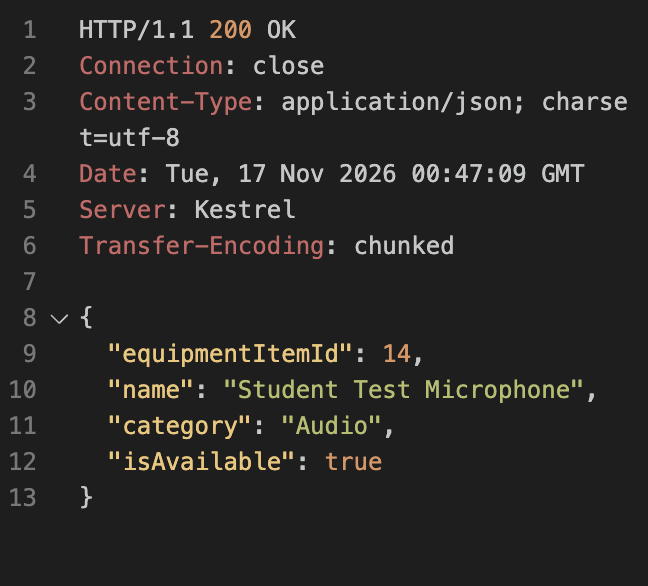 1 HTTP/1.1 200 OK
2 Connection: close
3 Content-Type: application/json; charse
t=utf-8
4 Date: Tue, 17 Nov 2026 00:47:09 GMT
5 Server: Kestrel
6 Transfer-Encoding: chunked
7
8 {
9 "equipmentItemId": 14,
10 "name": "Student Test Microphone",
11 "category": "Audio",
12 "isAvailable": true
13 }